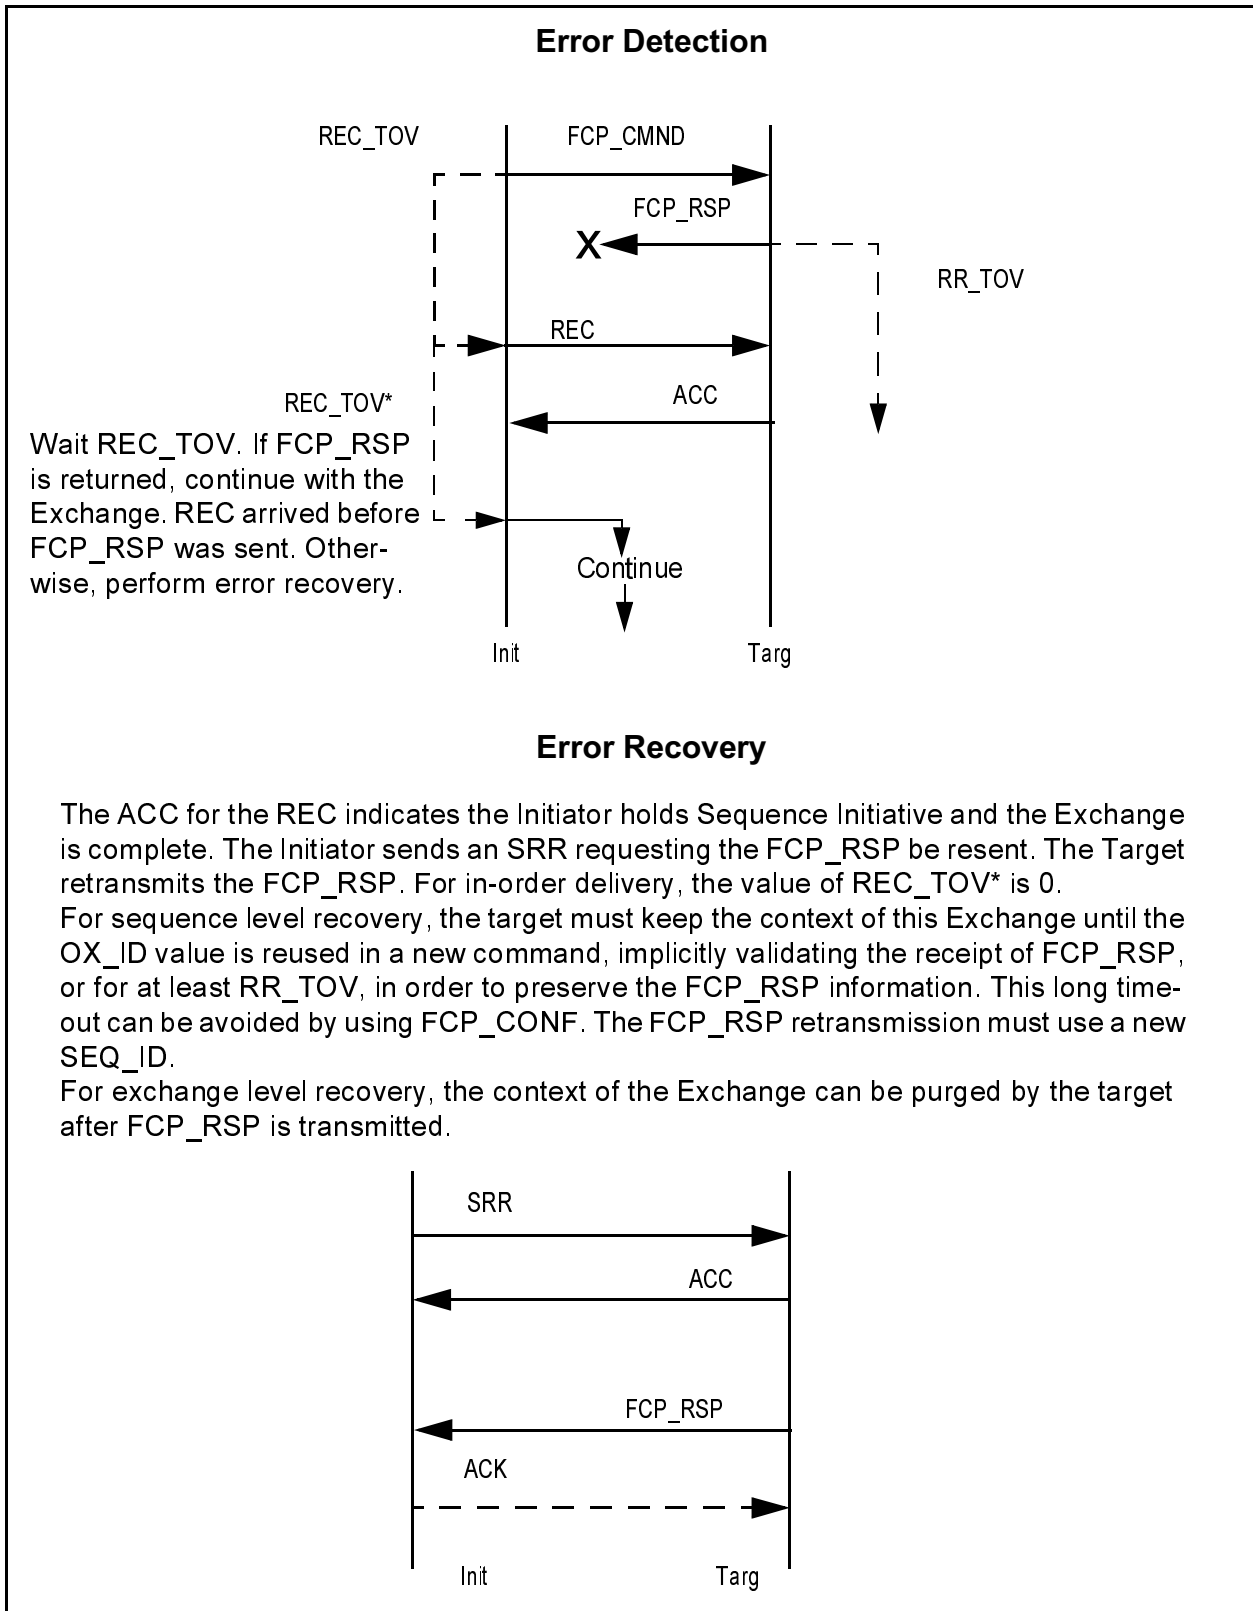 Error Detection
REC_TOV
FCP_CMND
FCP_RSP
X
RR_TOV
REC
REC_TOV*
ACC
Wait REC_TOV. If FCP_RSP
is returned, continue with the
Exchange. REC arrived before
FCP_RSP was sent. Other-
wise, perform error recovery.
Continue
Init
Targ
Error Recovery
The ACC for the REC indicates the Initiator holds Sequence Initiative and the Exchange
is complete. The Initiator sends an SRR requesting the FCP_RSP be resent. The Target
retransmits the FCP_RSP. For in-order delivery, the value of REC_TOV* is 0.
For sequence level recovery, the target must keep the context of this Exchange until the
OX_ID value is reused in a new command, implicitly validating the receipt of FCP_RSP,
or for at least RR_TOV, in order to preserve the FCP_RSP information. This long time-
out can be avoided by using FCP_CONF. The FCP_RSP retransmission must use a new
SEQ_ID.
For exchange level recovery, the context of the Exchange can be purged by the target
after FCP_RSP is transmitted.
SRR
ACC
FCP_RSP
ACK
Init
Targ